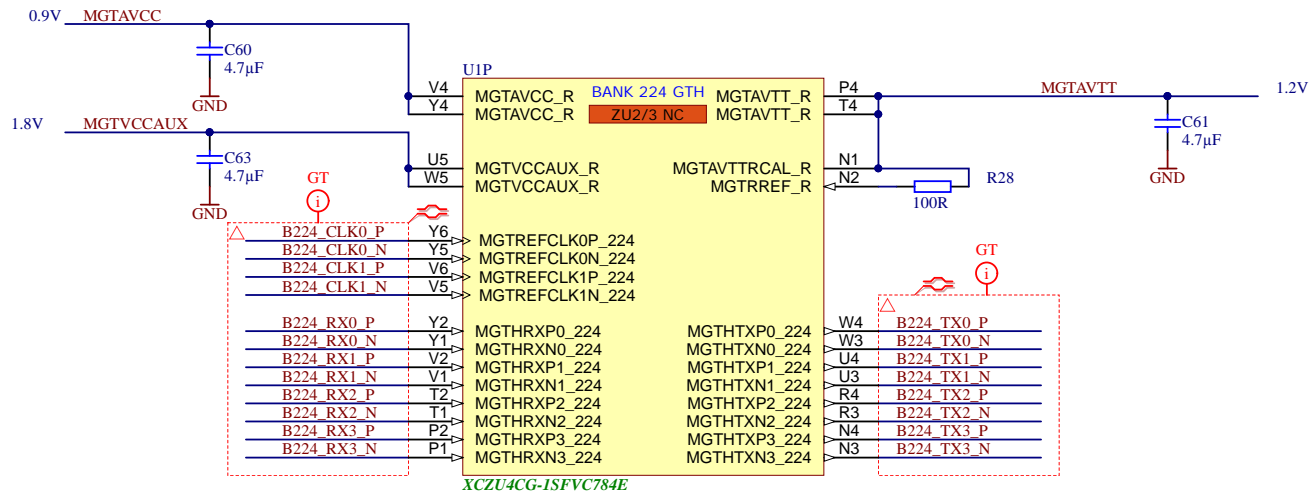 0.9V MGTAVCC
C60
4.7µF
GND
1.8V MGTVCCAUX
C63
4.7µF
GND
U1P
BANK 224 GTH
ZU2/3 NC
V4 MGTAVCC_R
Y4 MGTAVCC_R
U5 MGTVCCAUX_R
W5 MGTVCCAUX_R
MGTAVTT_R P4
MGTAVTT_R T4
MGTAVTT 1.2V
C61
4.7µF
GND
MGTAVTTRCAL_R N1
MGTRREF_R N2
R28
100R
GT
i
B224_CLK0_P Y6 MGTREFCLK0P_224
B224_CLK0_N Y5 MGTREFCLK0N_224
B224_CLK1_P V6 MGTREFCLK1P_224
B224_CLK1_N V5 MGTREFCLK1N_224
B224_RX0_P Y2 MGTHRXP0_224
B224_RX0_N Y1 MGTHRXN0_224
B224_RX1_P V2 MGTHRXP1_224
B224_RX1_N V1 MGTHRXN1_224
B224_RX2_P T2 MGTHRXP2_224
B224_RX2_N T1 MGTHRXN2_224
B224_RX3_P P2 MGTHRXP3_224
B224_RX3_N P1 MGTHRXN3_224
GT
i
MGTHTXP0_224 W4 B224_TX0_P
MGTHTXN0_224 W3 B224_TX0_N
MGTHTXP1_224 U4 B224_TX1_P
MGTHTXN1_224 U3 B224_TX1_N
MGTHTXP2_224 R4 B224_TX2_P
MGTHTXN2_224 R3 B224_TX2_N
MGTHTXP3_224 N4 B224_TX3_P
MGTHTXN3_224 N3 B224_TX3_N
XCZU4CG-1SFVC784E